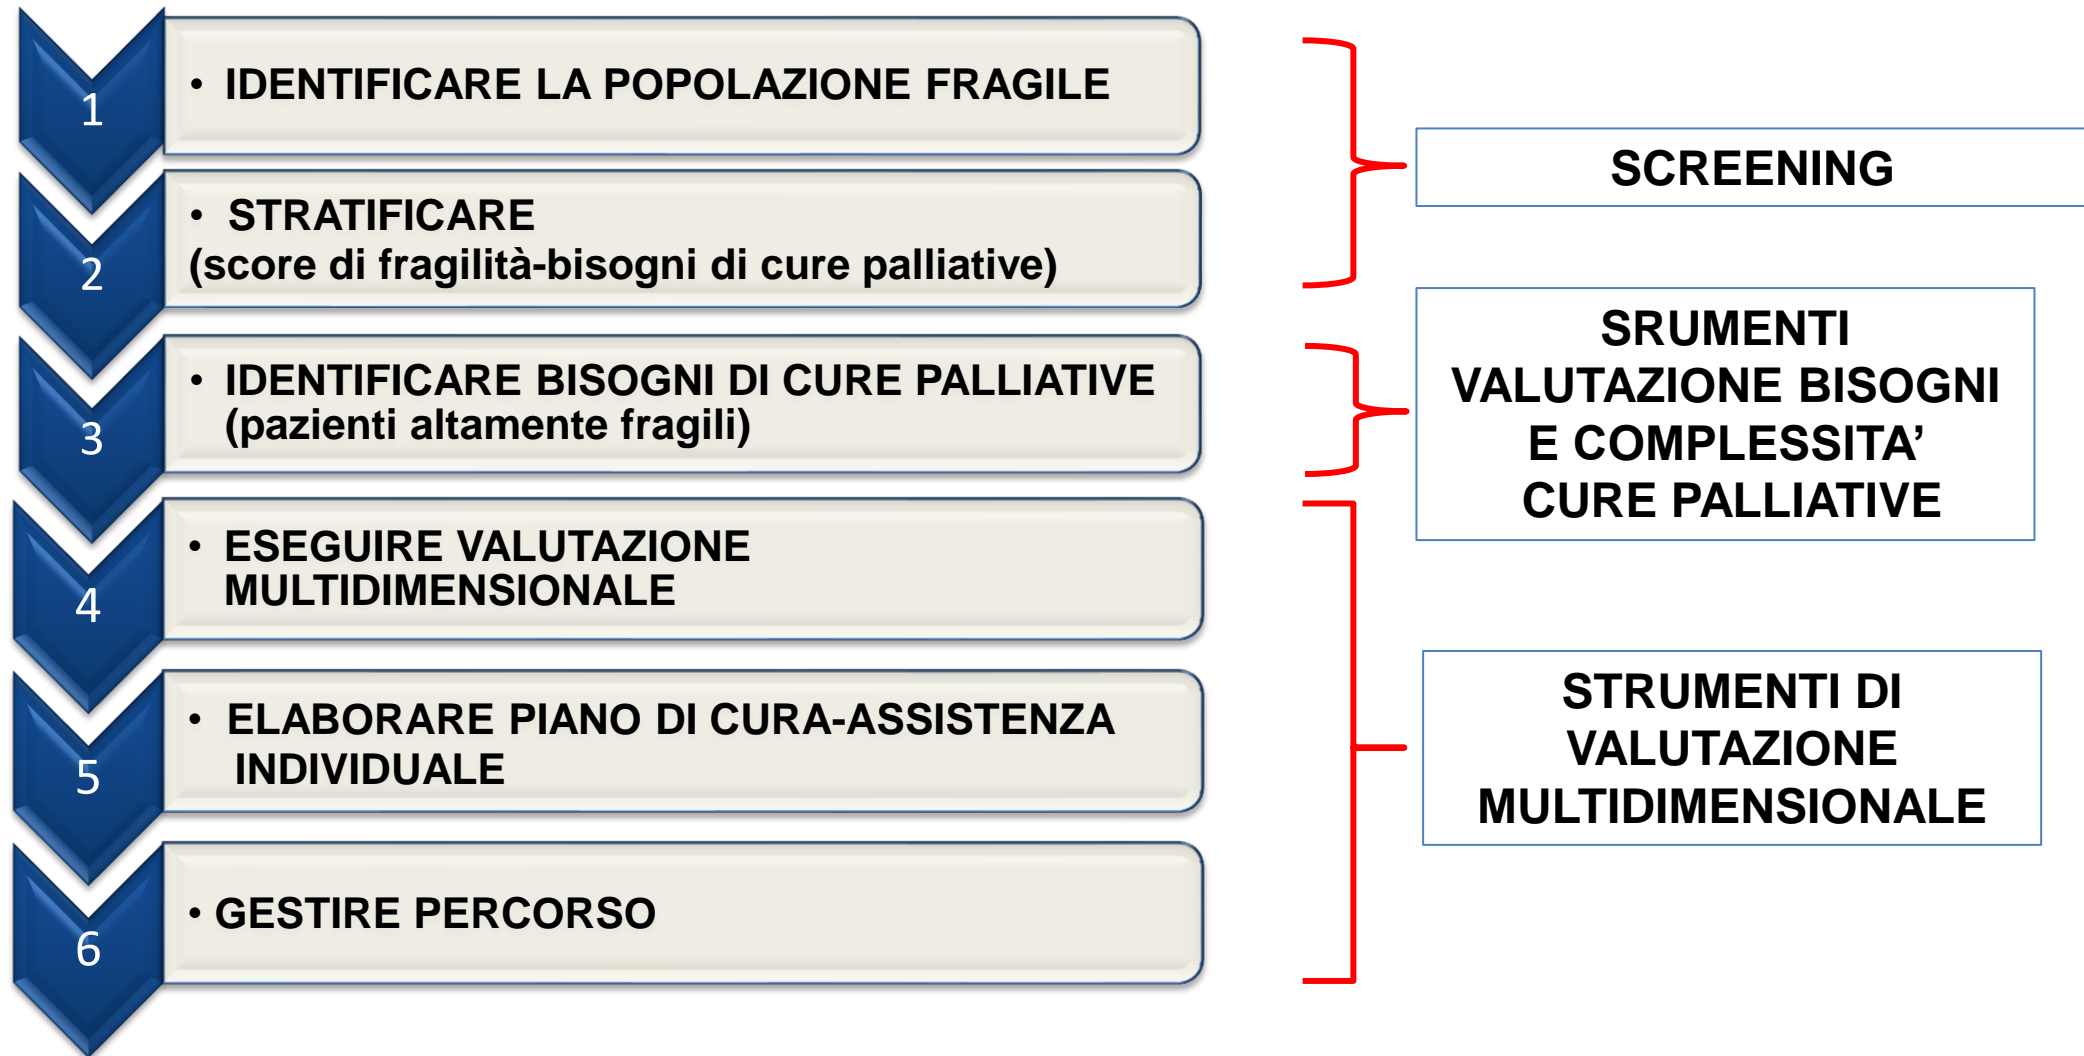 1
• IDENTIFICARE LA POPOLAZIONE FRAGILE
2
• STRATIFICARE
(score di fragilità-bisogni di cure palliative)
3
• IDENTIFICARE BISOGNI DI CURE PALLIATIVE
(pazienti altamente fragili)
4
• ESEGUIRE VALUTAZIONE
MULTIDIMENSIONALE
5
• ELABORARE PIANO DI CURA-ASSISTENZA
INDIVIDUALE
6
• GESTIRE PERCORSO
SCREENING
SRUMENTI
VALUTAZIONE BISOGNI
E COMPLESSITA’
CURE PALLIATIVE
STRUMENTI DI
VALUTAZIONE
MULTIDIMENSIONALE